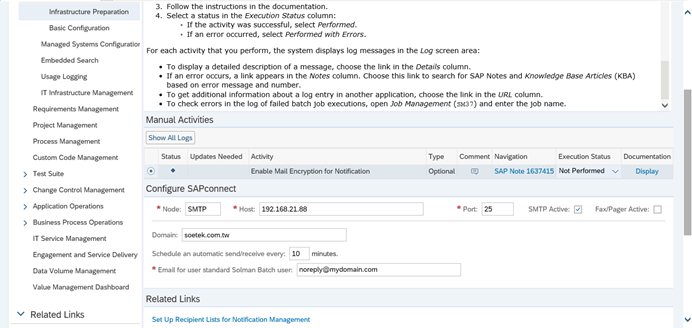 Infrastructure Preparation
Basic Configuration
Managed Systems Configuration
Embedded Search
Usage Logging
IT Infrastructure Management
Requirements Management
Project Management
Process Management
Custom Code Management
Test Suite
Change Control Management
Application Operations
Business Process Operations
IT Service Management
Engagement and Service Delivery
Data Volume Management
Value Management Dashboard
Related Links
3. Follow the instructions in the documentation.
4. Select a status in the Execution Status column:
• If the activity was successful, select Performed.
• If an error occurred, select Performed with Errors.
For each activity that you perform, the system displays log messages in the Log screen area:
• To display a detailed description of a message, choose the link in the Details column.
• If an error occurs, a link appears in the Notes column. Choose this link to search for SAP Notes and Knowledge Base Articles (KBA)
based on error message and number.
• To get additional information about a log entry in another application, choose the link in the URL column.
• To check errors in the log of failed batch job executions, open Job Management (SM37) and enter the job name.
Manual Activities
Show All Logs
Status Updates Needed Activity Type Comment Navigation Execution Status Documentation
Enable Mail Encryption for Notification Optional SAP Note 1637415 Not Performed Display
Configure SAPconnect
* Node: SMTP * Host: 192.168.21.88 * Port: 25 SMTP Active: Fax/Pager Active:
Domain: soetek.com.tw
Schedule an automatic send/receive every: 10 minutes.
* Email for user standard Solman Batch user: noreply@mydomain.com
Related Links
Set Up Recipient Lists for Notification Management